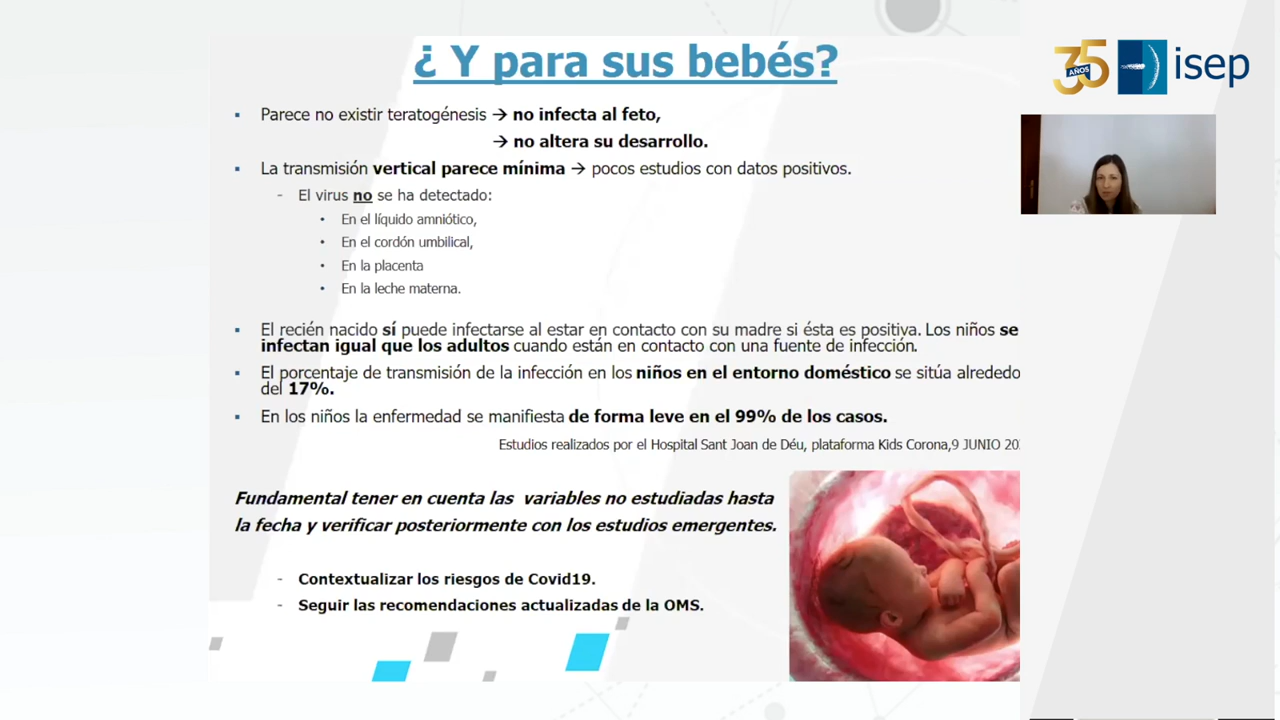 ¿ Y para sus bebés?
35
AÑOS
isep
Parece no existir teratogénesis → no infecta al feto,
→ no altera su desarrollo.
La transmisión vertical parece mínima → pocos estudios con datos positivos.
- El virus no se ha detectado:
• En el líquido amniótico,
• En el cordón umbilical,
• En la placenta
• En la leche materna.
El recién nacido sí puede infectarse al estar en contacto con su madre si ésta es positiva. Los niños se
infectan igual que los adultos cuando están en contacto con una fuente de infección.
El porcentaje de transmisión de la infección en los niños en el entorno doméstico se sitúa alrededo
del 17%.
En los niños la enfermedad se manifiesta de forma leve en el 99% de los casos.
Estudios realizados por el Hospital Sant Joan de Déu, plataforma Kids Corona,9 JUNIO 20
Fundamental tener en cuenta las variables no estudiadas hasta
la fecha y verificar posteriormente con los estudios emergentes.
- Contextualizar los riesgos de Covid19.
- Seguir las recomendaciones actualizadas de la OMS.